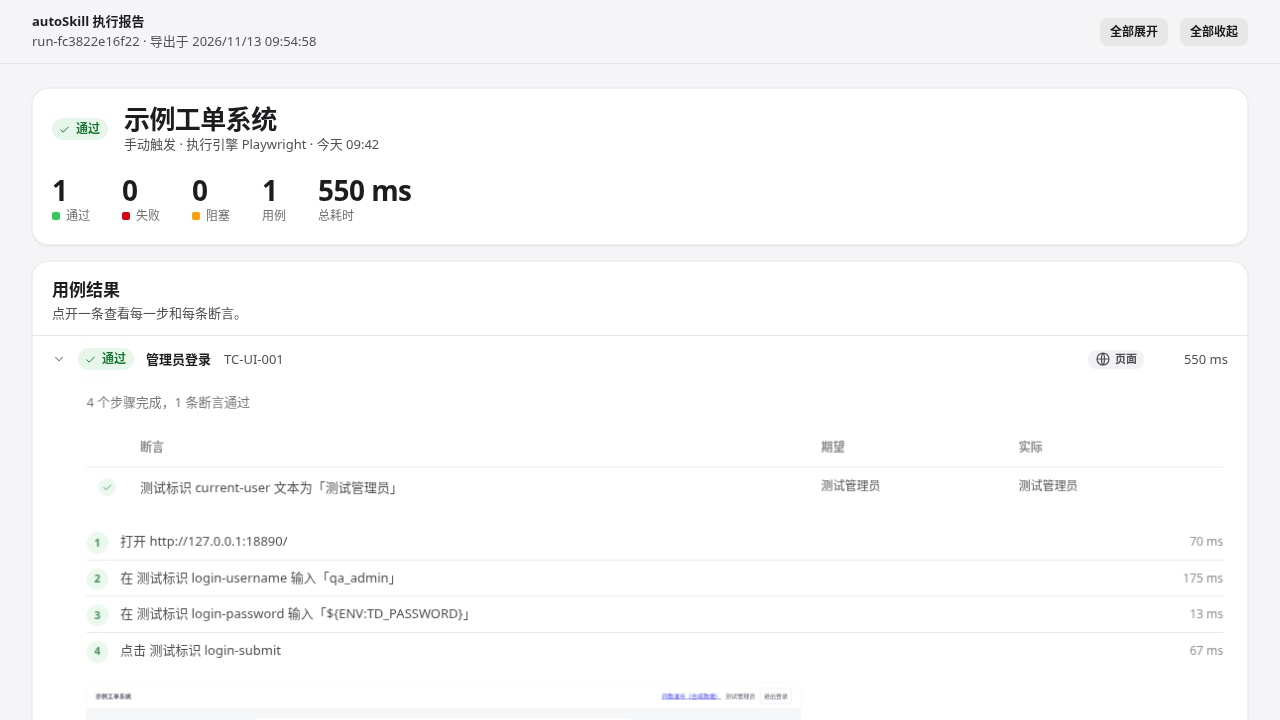 autoSkill 执行报告
run-fc3822e16f22 · 导出于 2026/11/13 09:54:58
全部展开
全部收起
通过
示例工单系统
手动触发 · 执行引擎 Playwright · 今天 09:42
1
0
0
1
550 ms
通过
失败
阻塞
用例
总耗时
用例结果
点开一条查看每一步和每条断言。
通过 管理员登录 TC-UI-001 页面 550 ms
4 个步骤完成，1 条断言通过
断言 期望 实际
测试标识 current-user 文本为「测试管理员」 测试管理员 测试管理员
1 打开 http://127.0.0.1:18890/ 70 ms
2 在 测试标识 login-username 输入「qa_admin」 175 ms
3 在 测试标识 login-password 输入「${ENV:TD_PASSWORD}」 13 ms
4 点击 测试标识 login-submit 67 ms
示例工单系统 测试管理员 退出登录